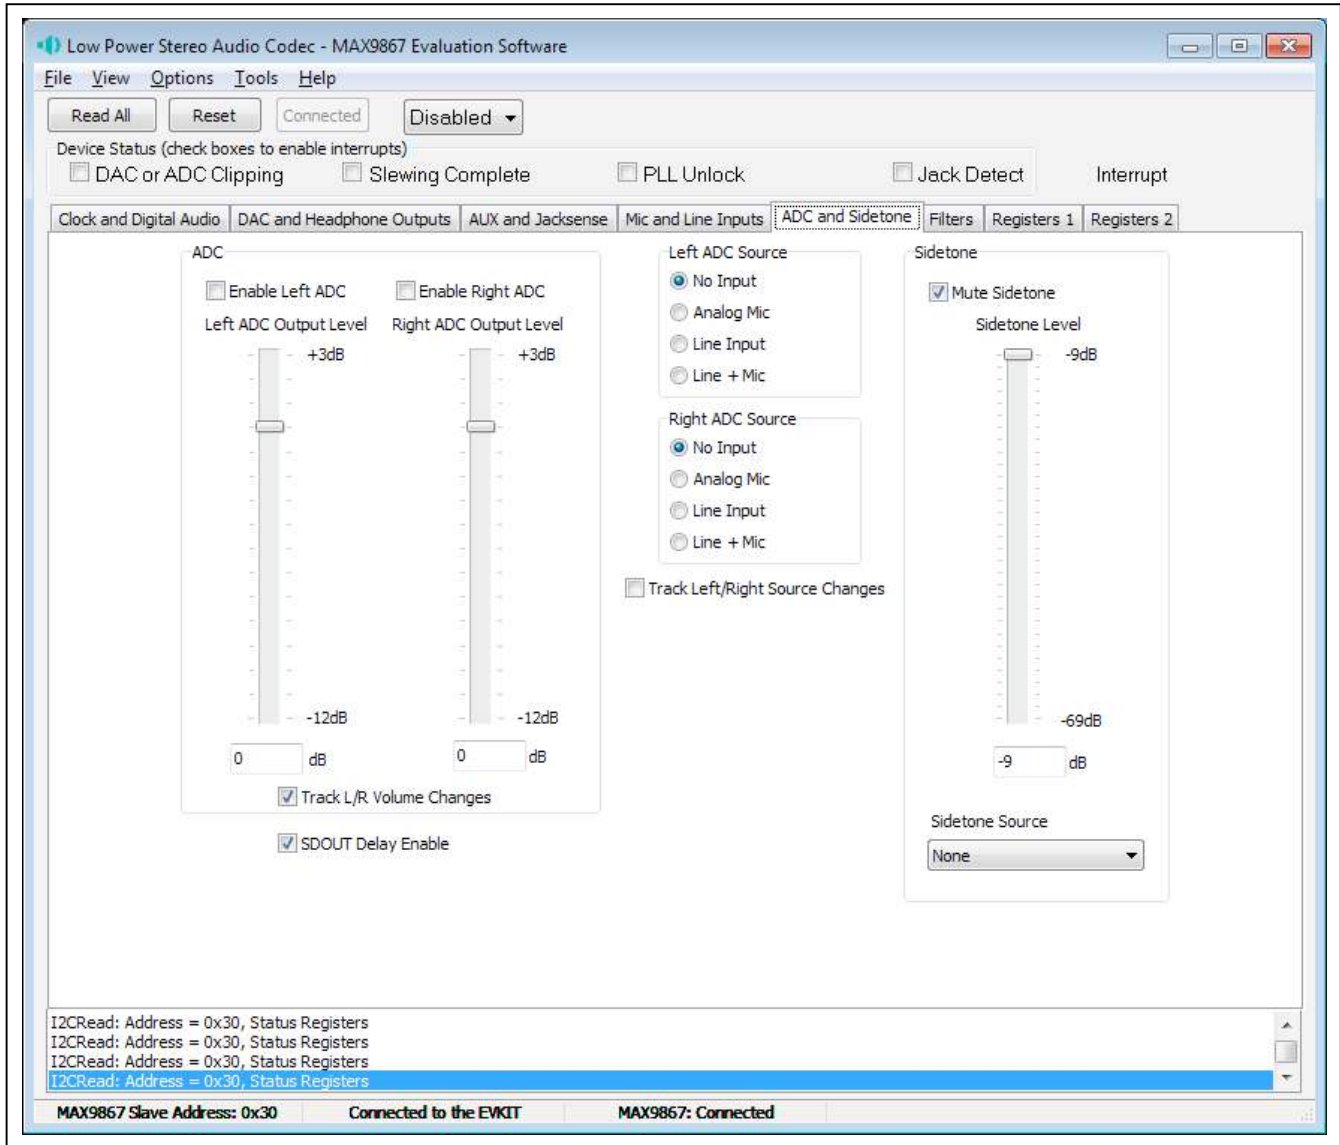 Low Power Stereo Audio Codec - MAX9867 Evaluation Software
File View Options Tools Help
Read All Reset Connected Disabled
Device Status (check boxes to enable interrupts)
DAC or ADC Clipping Slewing Complete PLL Unlock Jack Detect Interrupt
Clock and Digital Audio DAC and Headphone Outputs AUX and Jacksense Mic and Line Inputs ADC and Sidetone Filters Registers 1 Registers 2
ADC
Enable Left ADC Enable Right ADC
Left ADC Output Level Right ADC Output Level
+3dB +3dB
-12dB -12dB
0 dB 0 dB
Track L/R Volume Changes
SDOUT Delay Enable
Left ADC Source
No Input
Analog Mic
Line Input
Line + Mic
Right ADC Source
No Input
Analog Mic
Line Input
Line + Mic
Track Left/Right Source Changes
Sidetone
Mute Sidetone
Sidetone Level
-9dB
-69dB
-9 dB
Sidetone Source
None
I2CRead: Address = 0x30, Status Registers
I2CRead: Address = 0x30, Status Registers
I2CRead: Address = 0x30, Status Registers
I2CRead: Address = 0x30, Status Registers
MAX9867 Slave Address: 0x30 Connected to the EVKIT MAX9867: Connected